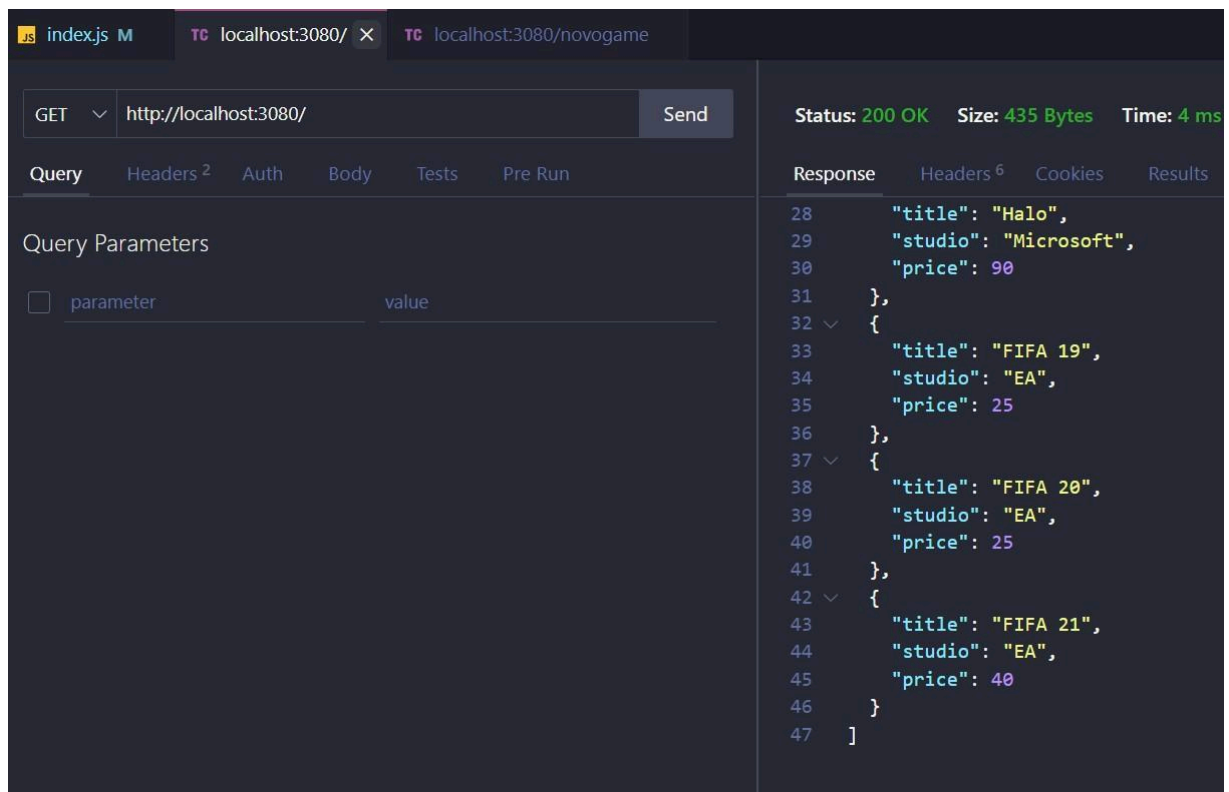 JS index.js M TC localhost:3080/ × TC localhost:3080/novogame
GET http://localhost:3080/ Send
Status: 200 OK Size: 435 Bytes Time: 4 ms
Query Headers 2 Auth Body Tests Pre Run
Response Headers 6 Cookies Results
Query Parameters
parameter value
28 "title": "Halo",
29 "studio": "Microsoft",
30 "price": 90
31 },
32 {
33 "title": "FIFA 19",
34 "studio": "EA",
35 "price": 25
36 },
37 {
38 "title": "FIFA 20",
39 "studio": "EA",
40 "price": 25
41 },
42 {
43 "title": "FIFA 21",
44 "studio": "EA",
45 "price": 40
46 }
47 ]